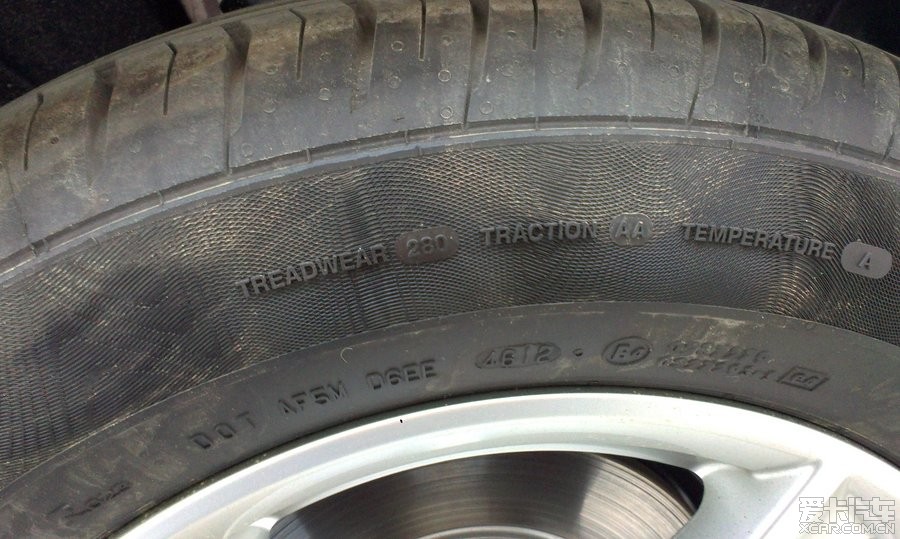 TREADWEAR 280 TRACTION AA TEMPERATURE A
DOT AF5M D6EE 4612
爱卡汽车
XCAR.COM.CN